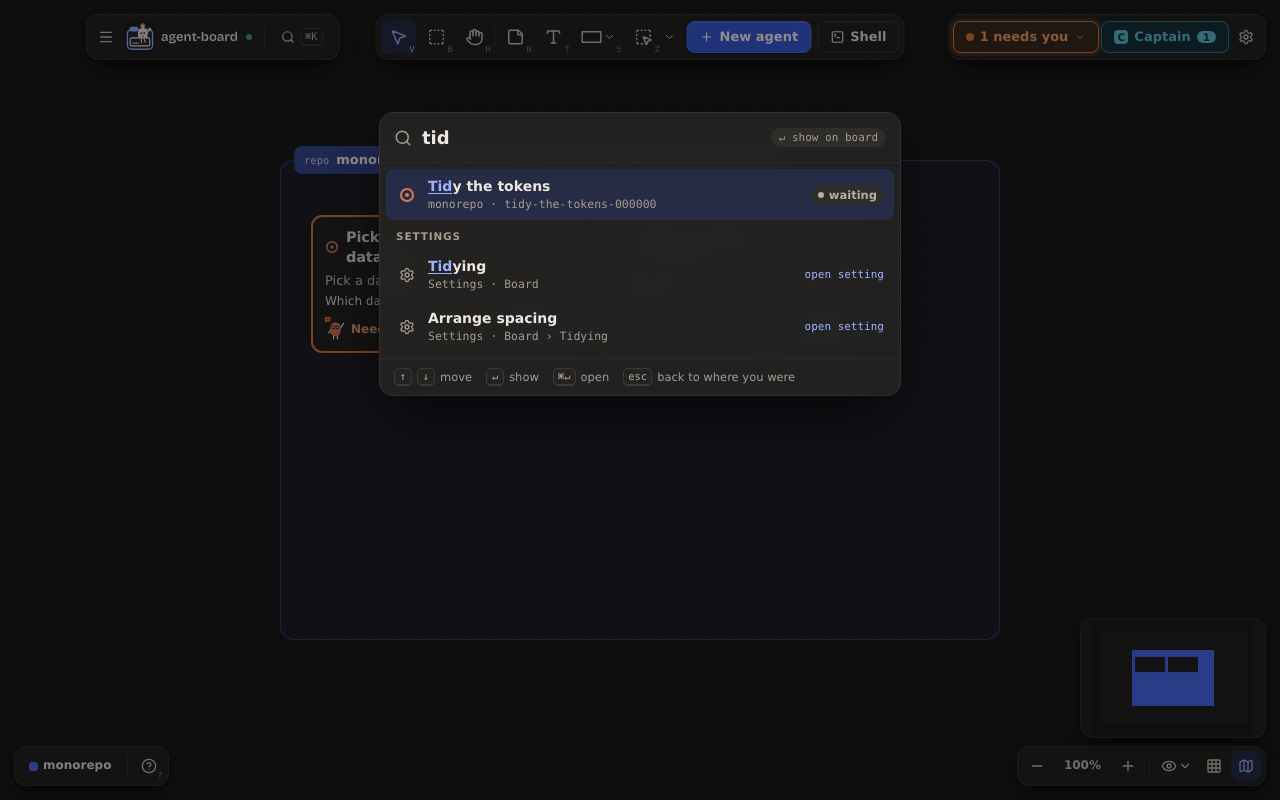 agent-board ⌘K
V B H N T S Z
New agent
Shell
1 needs you
Captain 1
tid
↵ show on board
repo monor
Tidy the tokens
monorepo · tidy-the-tokens-000000
waiting
SETTINGS
Tidying
Settings · Board
open setting
Arrange spacing
Settings · Board › Tidying
open setting
↑ ↓ move ↵ show ⌘↵ open esc back to where you were
Pick
data
Pick a da
Which da
Need
monorepo
?
100%